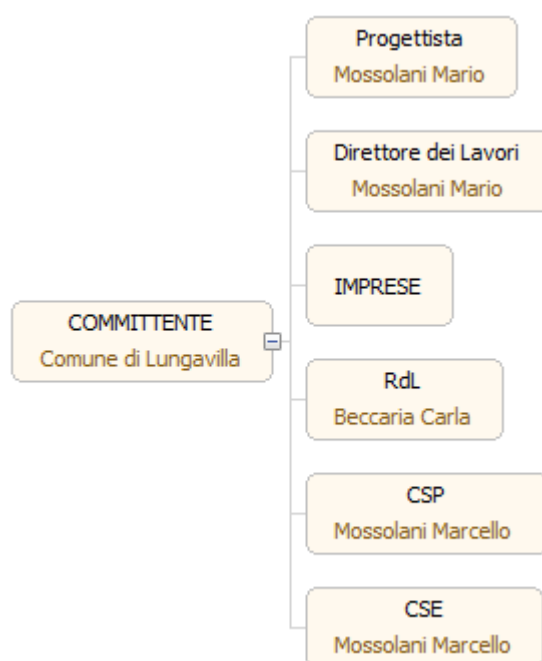 Progettista
Mossolani Mario
Direttore dei Lavori
Mossolani Mario
IMPRESE
COMMITTENTE
Comune di Lungavilla
RdL
Beccaria Carla
CSP
Mossolani Marcello
CSE
Mossolani Marcello